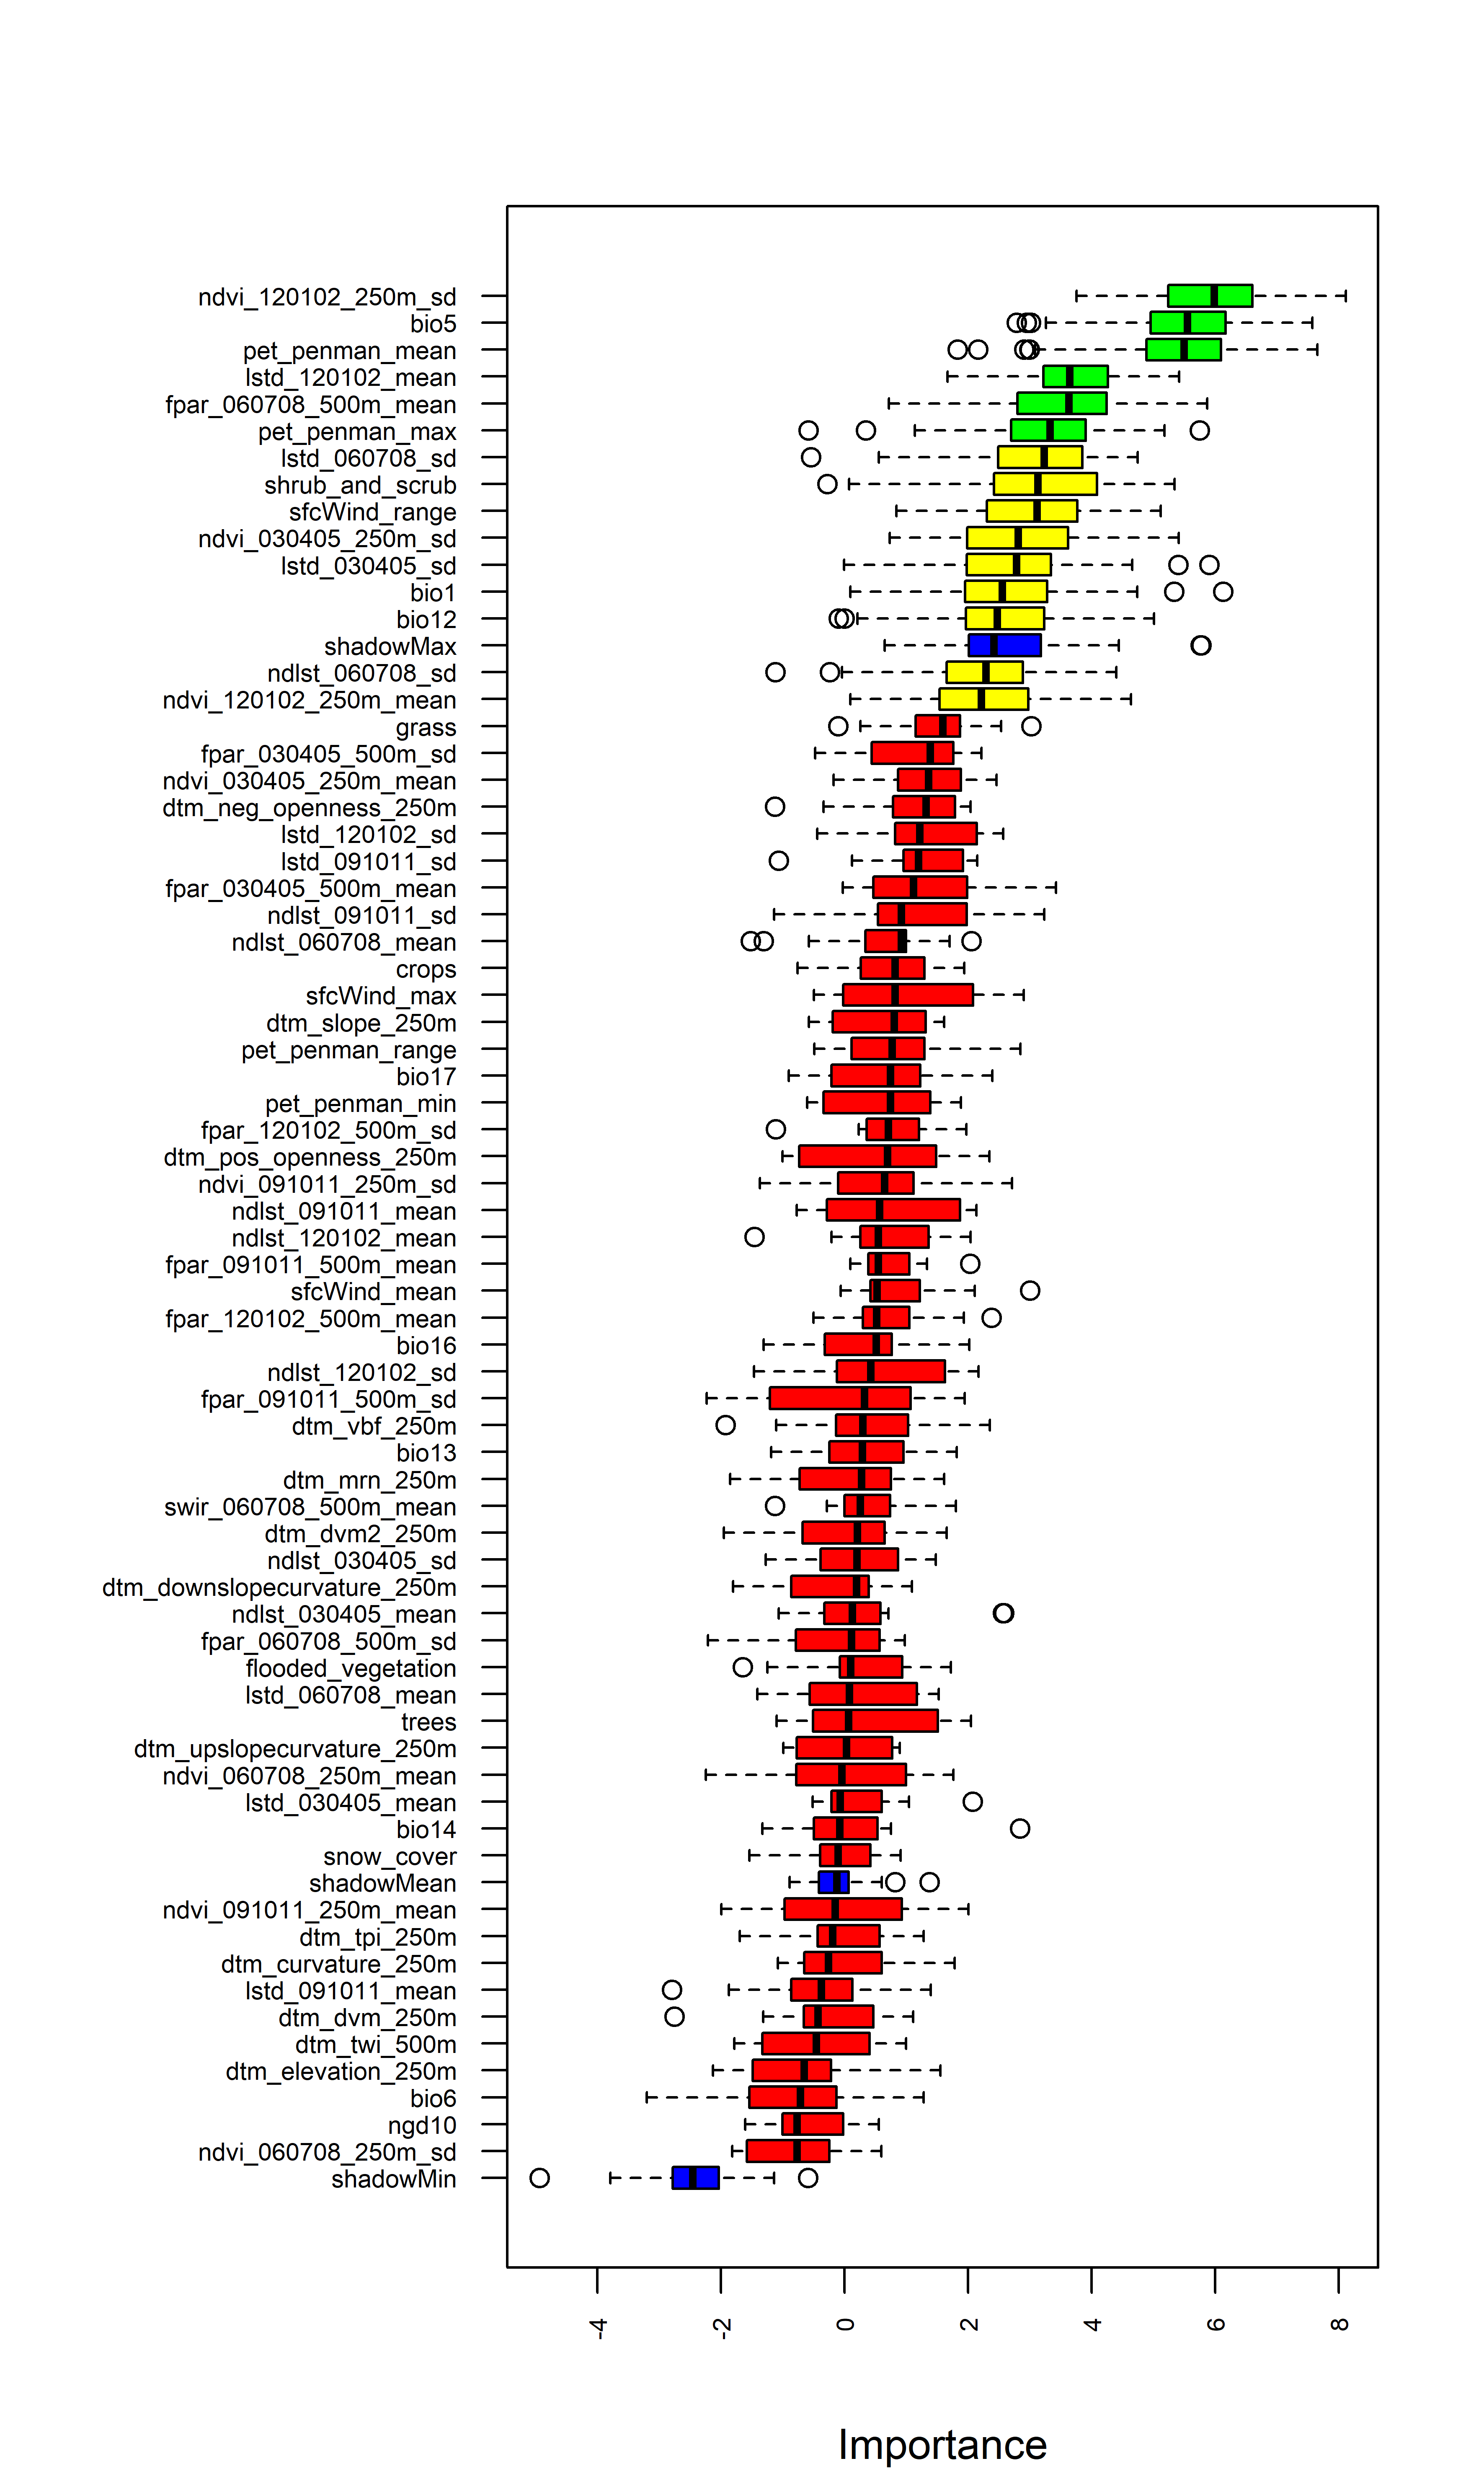 ndvi_120102_250m_sd
bio5
pet_penman_mean
lstd_120102_mean
fpar_060708_500m_mean
pet_penman_max
lstd_060708_sd
shrub_and_scrub
sfcWind_range
ndvi_030405_250m_sd
lstd_030405_sd
bio1
bio12
shadowMax
ndlst_060708_sd
ndvi_120102_250m_mean
grass
fpar_030405_500m_sd
ndvi_030405_250m_mean
dtm_neg_openness_250m
lstd_120102_sd
lstd_091011_sd
fpar_030405_500m_mean
ndlst_091011_sd
ndlst_060708_mean
crops
sfcWind_max
dtm_slope_250m
pet_penman_range
bio17
pet_penman_min
fpar_120102_500m_sd
dtm_pos_openness_250m
ndvi_091011_250m_sd
ndlst_091011_mean
ndlst_120102_mean
fpar_091011_500m_mean
sfcWind_mean
fpar_120102_500m_mean
bio16
ndlst_120102_sd
fpar_091011_500m_sd
dtm_vbf_250m
bio13
dtm_mrn_250m
swir_060708_500m_mean
dtm_dvm2_250m
ndlst_030405_sd
dtm_downslopecurvature_250m
ndlst_030405_mean
fpar_060708_500m_sd
flooded_vegetation
lstd_060708_mean
trees
dtm_upslopecurvature_250m
ndvi_060708_250m_mean
lstd_030405_mean
bio14
snow_cover
shadowMean
ndvi_091011_250m_mean
dtm_tpi_250m
dtm_curvature_250m
lstd_091011_mean
dtm_dvm_250m
dtm_twi_500m
dtm_elevation_250m
bio6
ngd10
ndvi_060708_250m_sd
shadowMin
-4 -2 0 2 4 6 8
Importance